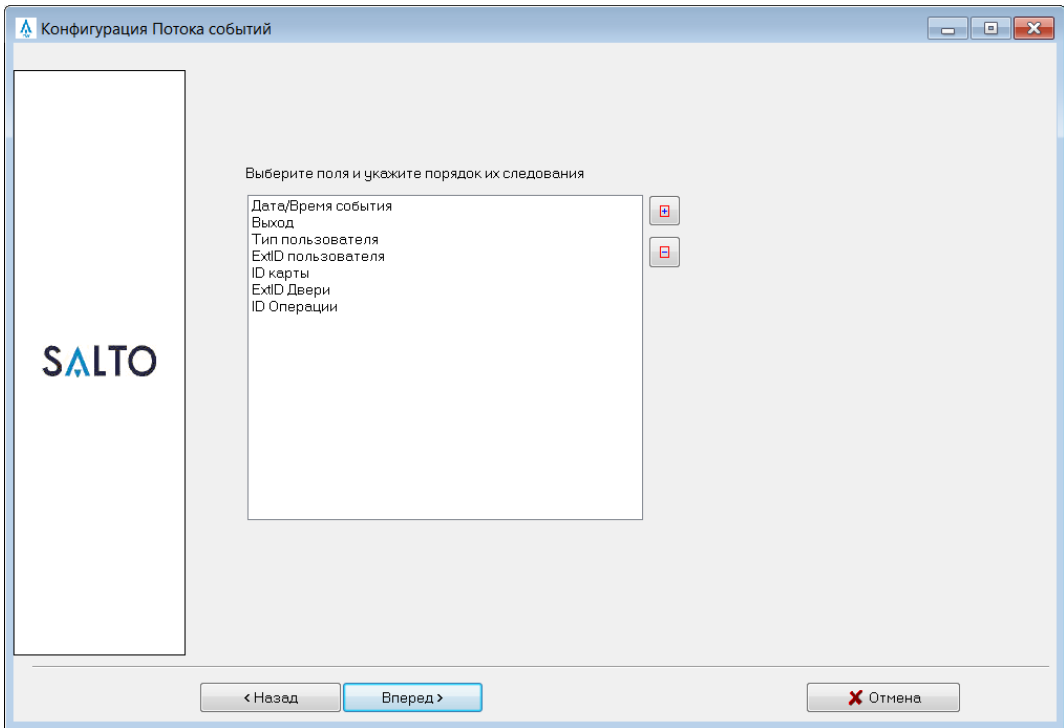 Конфигурация Потока событий
Выберите поля и укажите порядок их следования
Дата/Время события
Выход
Тип пользователя
ExtID пользователя
ID карты
ExtID Двери
ID Операции
SALTO
< Назад
Вперед >
Отмена